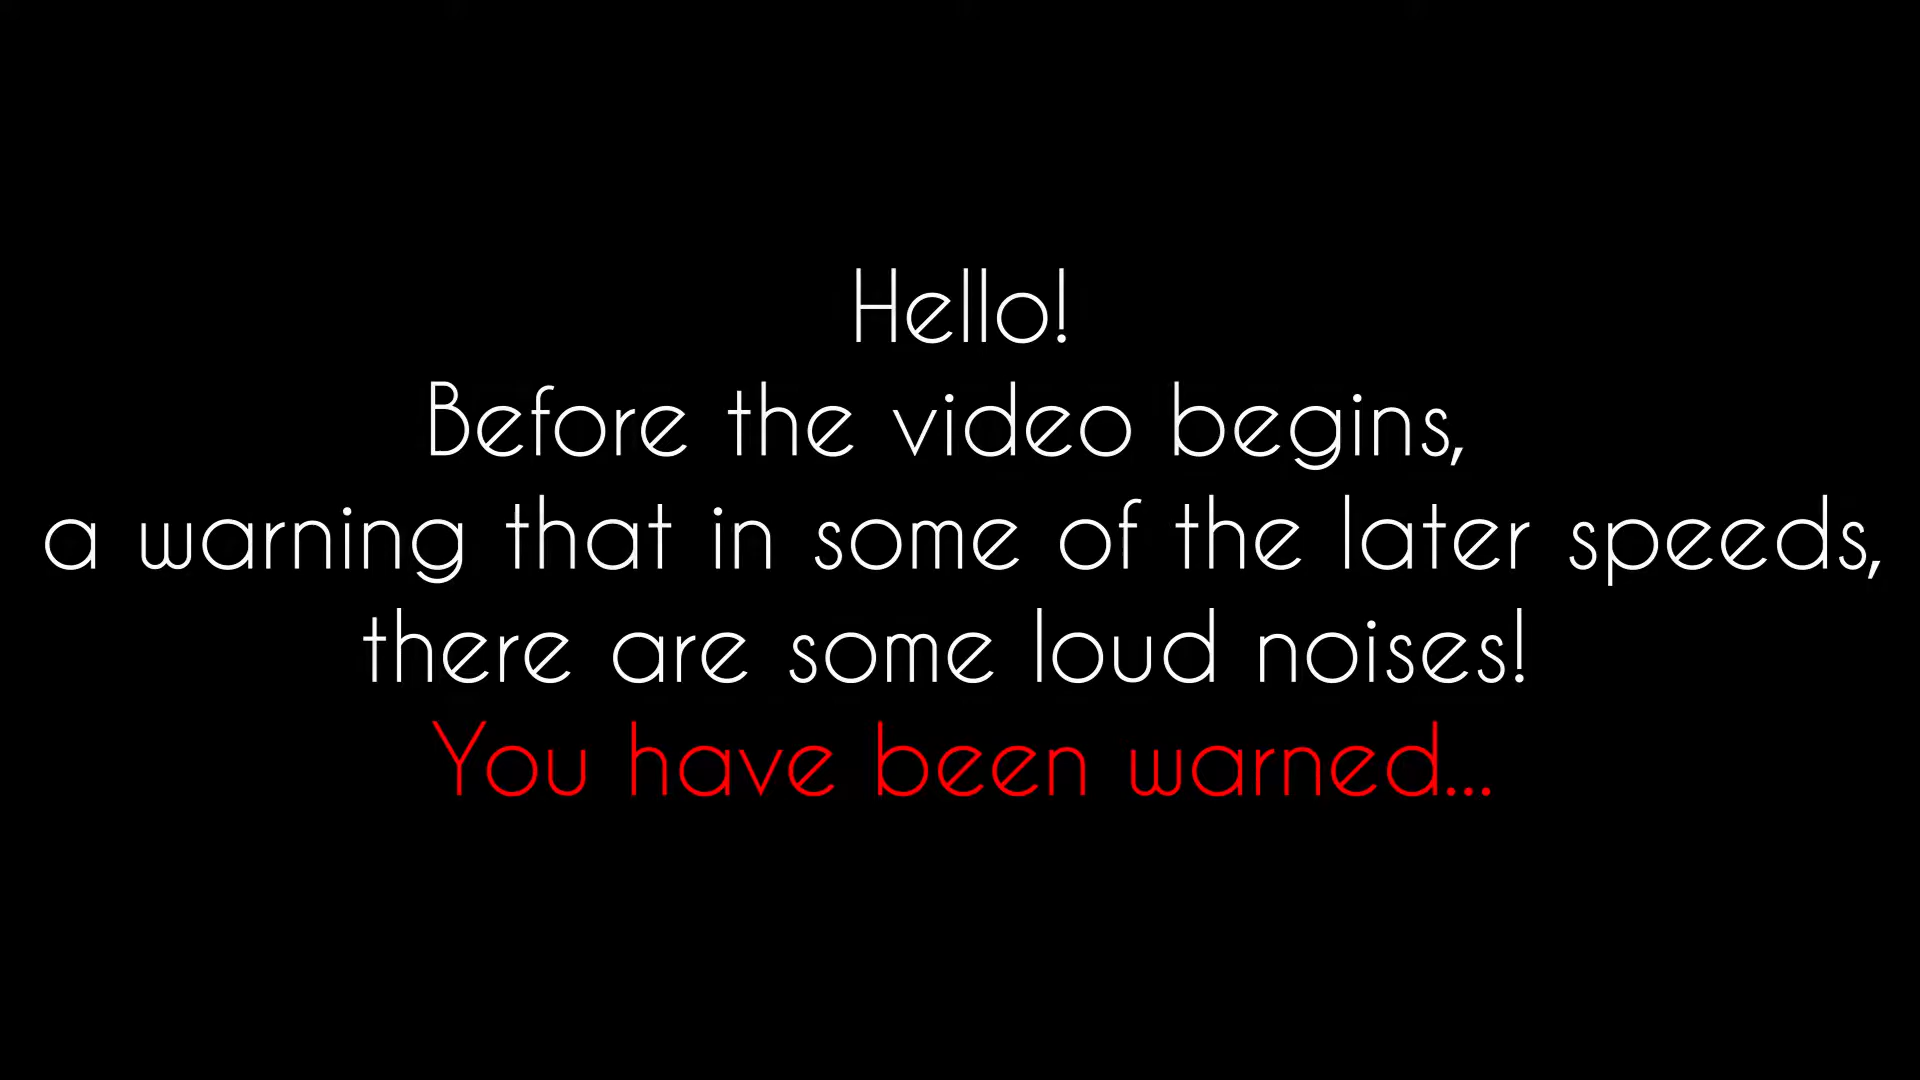 Hello!
Before the video begins,
a warning that in some of the later speeds,
there are some loud noises!
You have been warned...